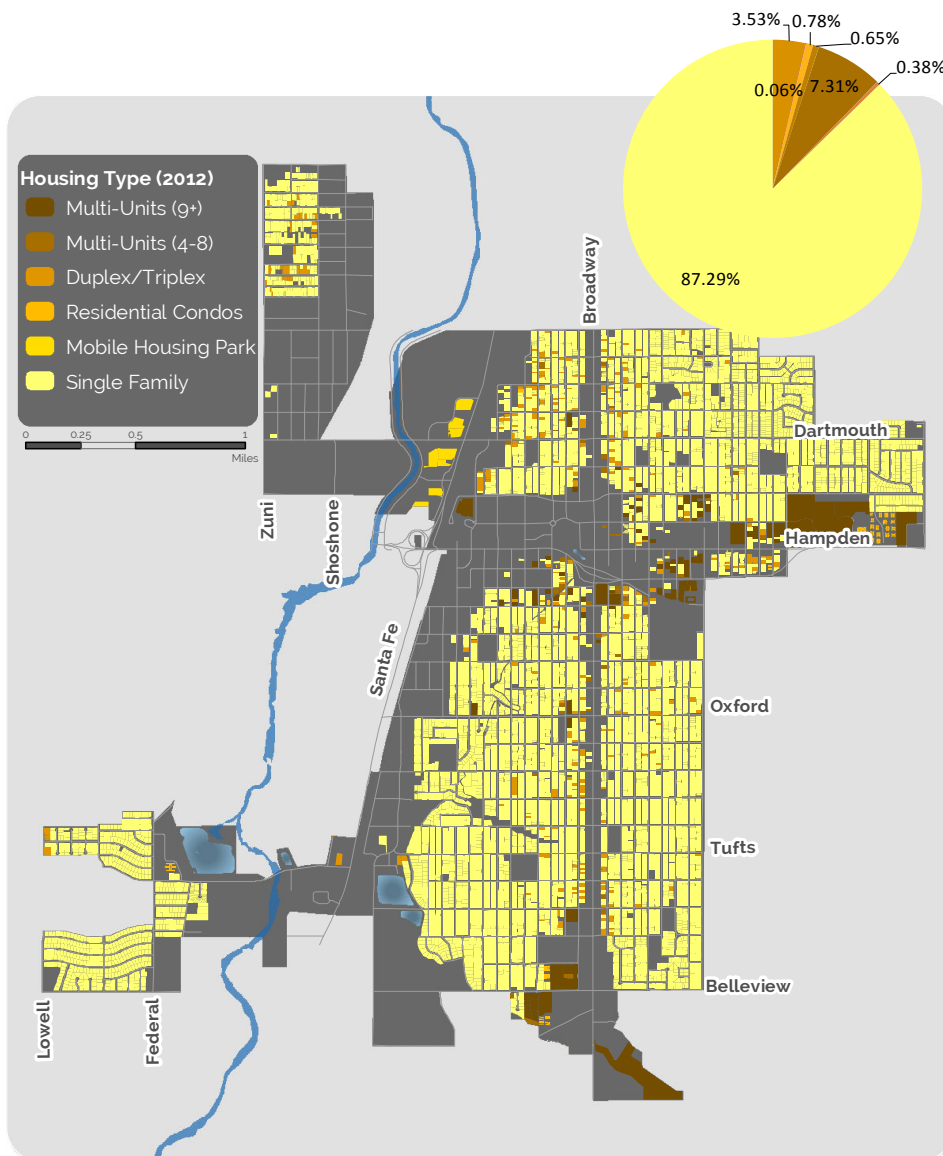 3.53%
0.78%
0.65%
0.38%
0.06%
7.31%
87.29%
Housing Type (2012)
Multi-Units (9+)
Multi-Units (4-8)
Duplex/Triplex
Residential Condos
Mobile Housing Park
Single Family
0 0.25 0.5 1
Miles
Broadway
Dartmouth
Zuni
Shoshone
Hampden
Santa Fe
Oxford
Tufts
Belleview
Lowell
Federal